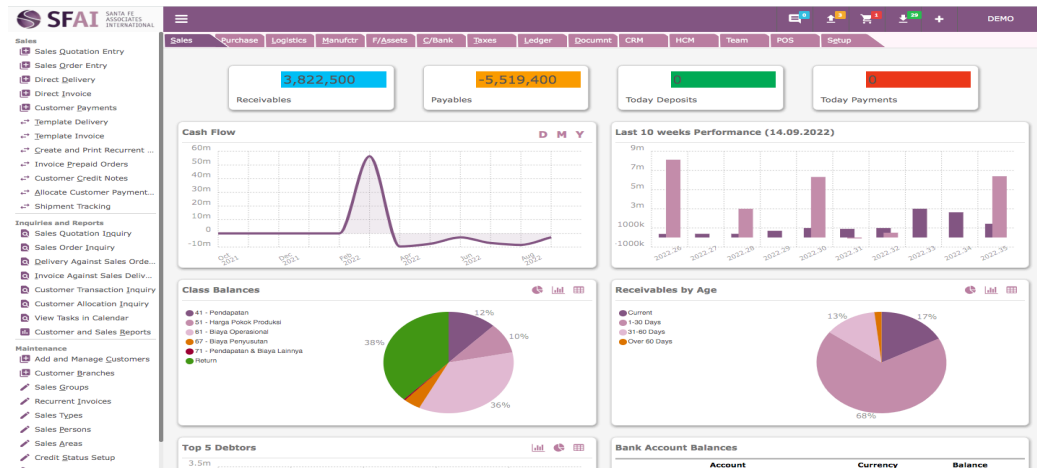 SFAI SANTA FE ASSOCIATES INTERNATIONAL
8 3 1 29 DEMO
Sales Purchase Logistics Manufctr F/Assets C/Bank Taxes Ledger Documnt CRM HCM Team POS Setup
Sales
Sales Quotation Entry
Sales Order Entry
Direct Delivery
Direct Invoice
Customer Payments
Template Delivery
Template Invoice
Create and Print Recurrent ...
Invoice Prepaid Orders
Customer Credit Notes
Allocate Customer Payment...
Shipment Tracking
Inquiries and Reports
Sales Quotation Inquiry
Sales Order Inquiry
Delivery Against Sales Orde...
Invoice Against Sales Deliv...
Customer Transaction Inquiry
Customer Allocation Inquiry
View Tasks in Calendar
Customer and Sales Reports
Maintenance
Add and Manage Customers
Customer Branches
Sales Groups
Recurrent Invoices
Sales Types
Sales Persons
Sales Areas
Credit Status Setup
3,822,500
Receivables
-5,519,400
Payables
0
Today Deposits
0
Today Payments
Cash Flow D M Y
60m
50m
40m
30m
20m
10m
0
-10m
Oct 2021 Dec 2021 Feb 2022 Apr 2022 Jun 2022 Aug 2022
Last 10 weeks Performance (14.09.2022)
9m
7m
5m
3m
1000k
-1000k
2022.26 2022.27 2022.28 2022.29 2022.30 2022.31 2022.32 2022.33 2022.34 2022.35
Class Balances
41 - Pendapatan
51 - Harga Pokok Produksi
61 - Biaya Operasional
67 - Biaya Penyusutan
71 - Pendapatan & Biaya Lainnya
Return
12%
10%
38%
36%
Receivables by Age
Current
1-30 Days
31-60 Days
Over 60 Days
13%
17%
68%
Top 5 Debtors
3.5m
Bank Account Balances
Account Currency Balance